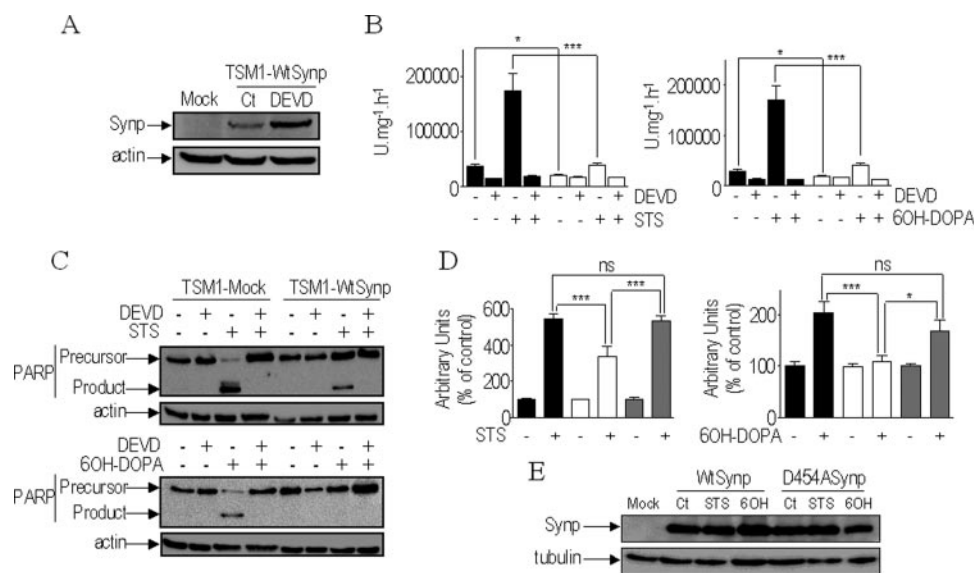 A
TSM1-WtSynp
Mock Ct DEVD
Synp
actin
B
* ***
200000
100000
0
U.mg-1.h-1
- + - + - + - + DEVD
- - + + - - + + STS
* ***
200000
100000
0
U.mg-1.h-1
- + - + - + - + DEVD
- - + + - - + + 6OH-DOPA
C
TSM1-Mock TSM1-WtSynp
DEVD - + - + - + - +
STS - - + + - - + +
PARP
Precursor
Product
actin
DEVD - + - + - + - +
6OH-DOPA - - + + - - + +
PARP
Precursor
Product
actin
D
ns
*** ***
600
400
200
0
Arbitrary Units
(% of control)
STS - + - + - +
ns
*** *
300
200
100
0
Arbitrary Units
(% of control)
6OH-DOPA - + - + - +
E
WtSynp D454ASynp
Mock Ct STS 6OH Ct STS 6OH
Synp
tubulin